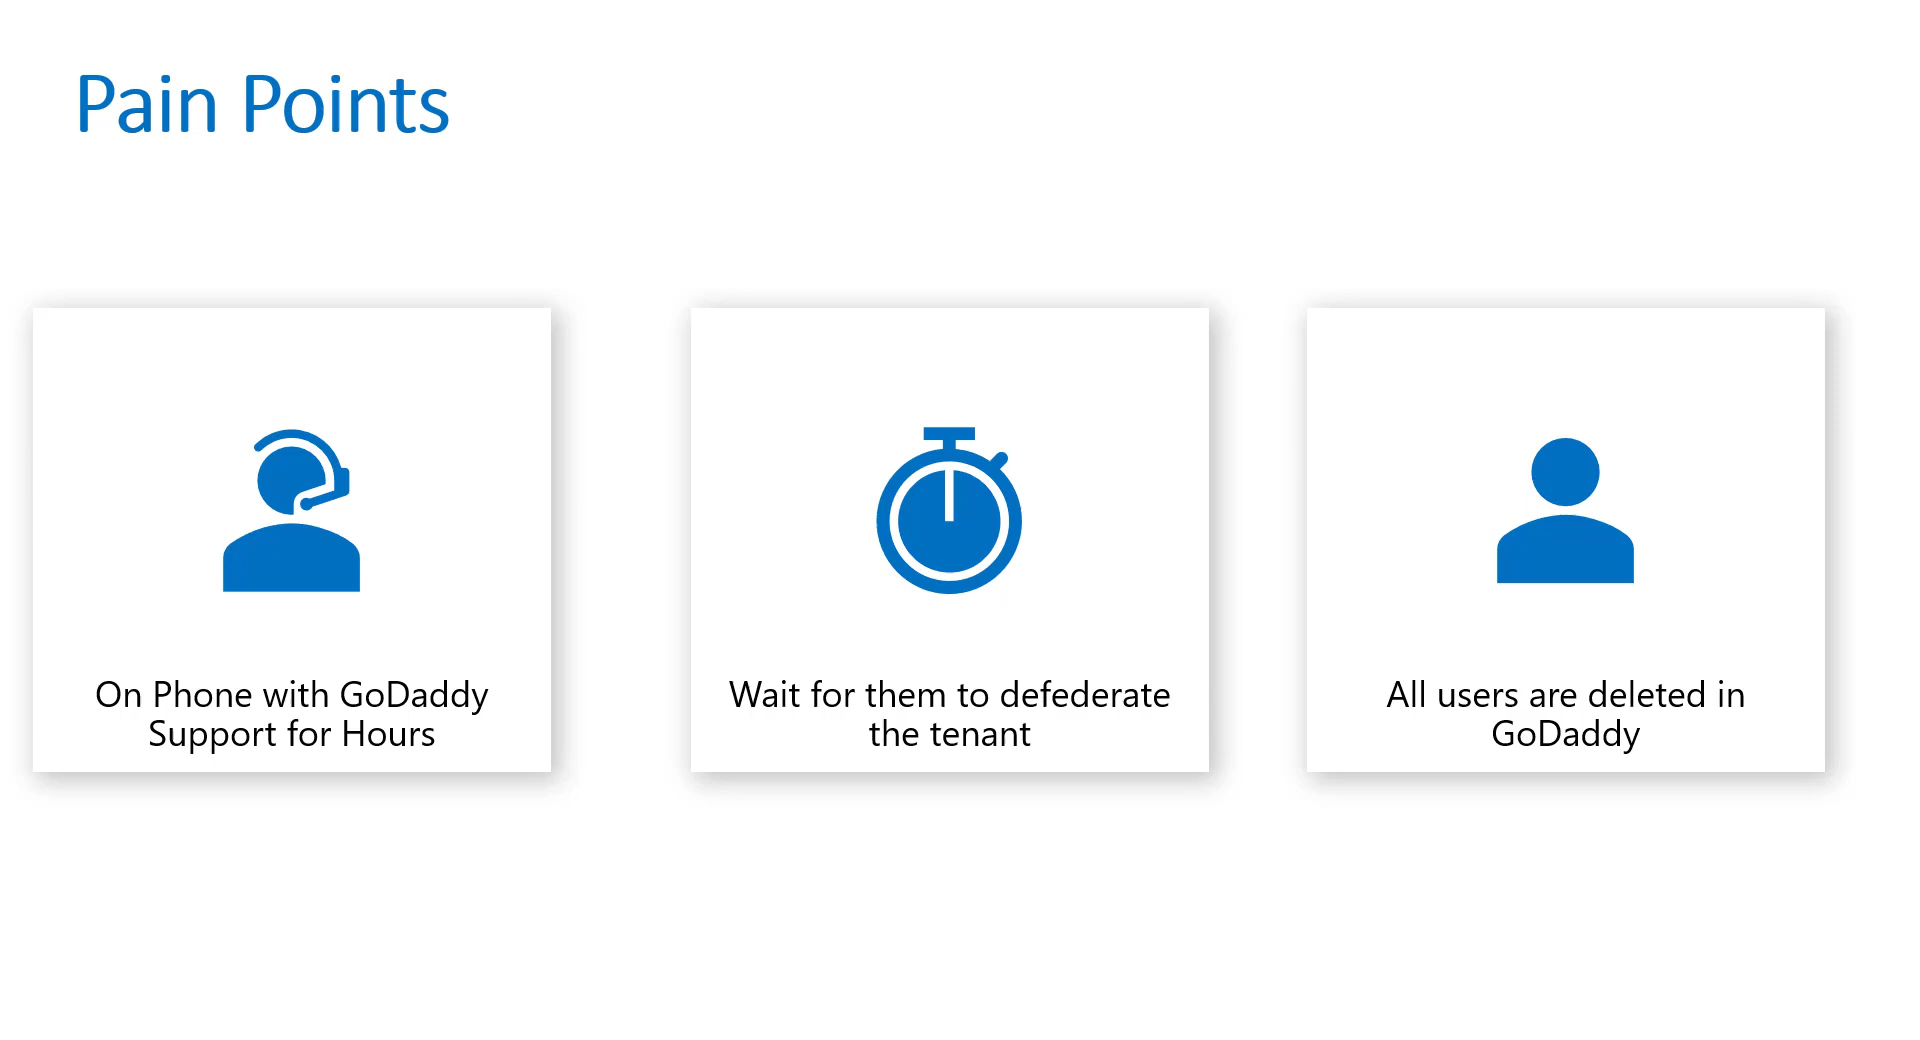 Pain Points
On Phone with GoDaddy
Support for Hours
Wait for them to defederate
the tenant
All users are deleted in
GoDaddy